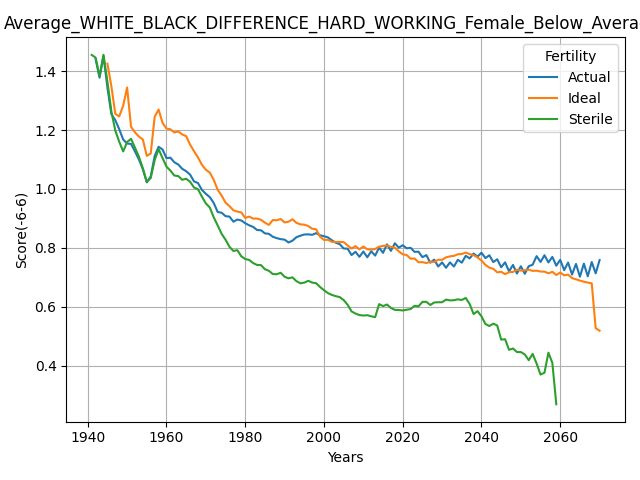 Average_WHITE_BLACK_DIFFERENCE_HARD_WORKING_Female_Below_Avera
Fertility
Actual
Ideal
Sterile
Score(-6-6)
1.4
1.2
1.0
0.8
0.6
0.4
1940 1960 1980 2000 2020 2040 2060
Years